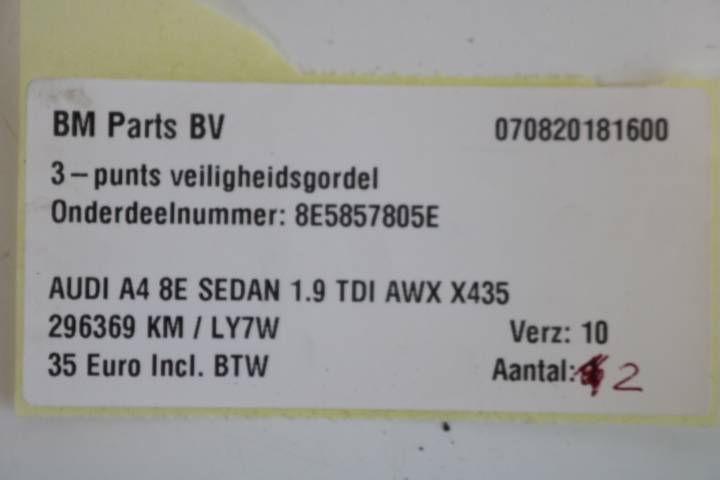 BM Parts BV 070820181600
3-punts veiligheidsgordel
Onderdeelnummer: 8E5857805E
AUDI A4 8E SEDAN 1.9 TDI AWX X435
296369 KM / LY7W Verz: 10
35 Euro Incl. BTW Aantal: 2